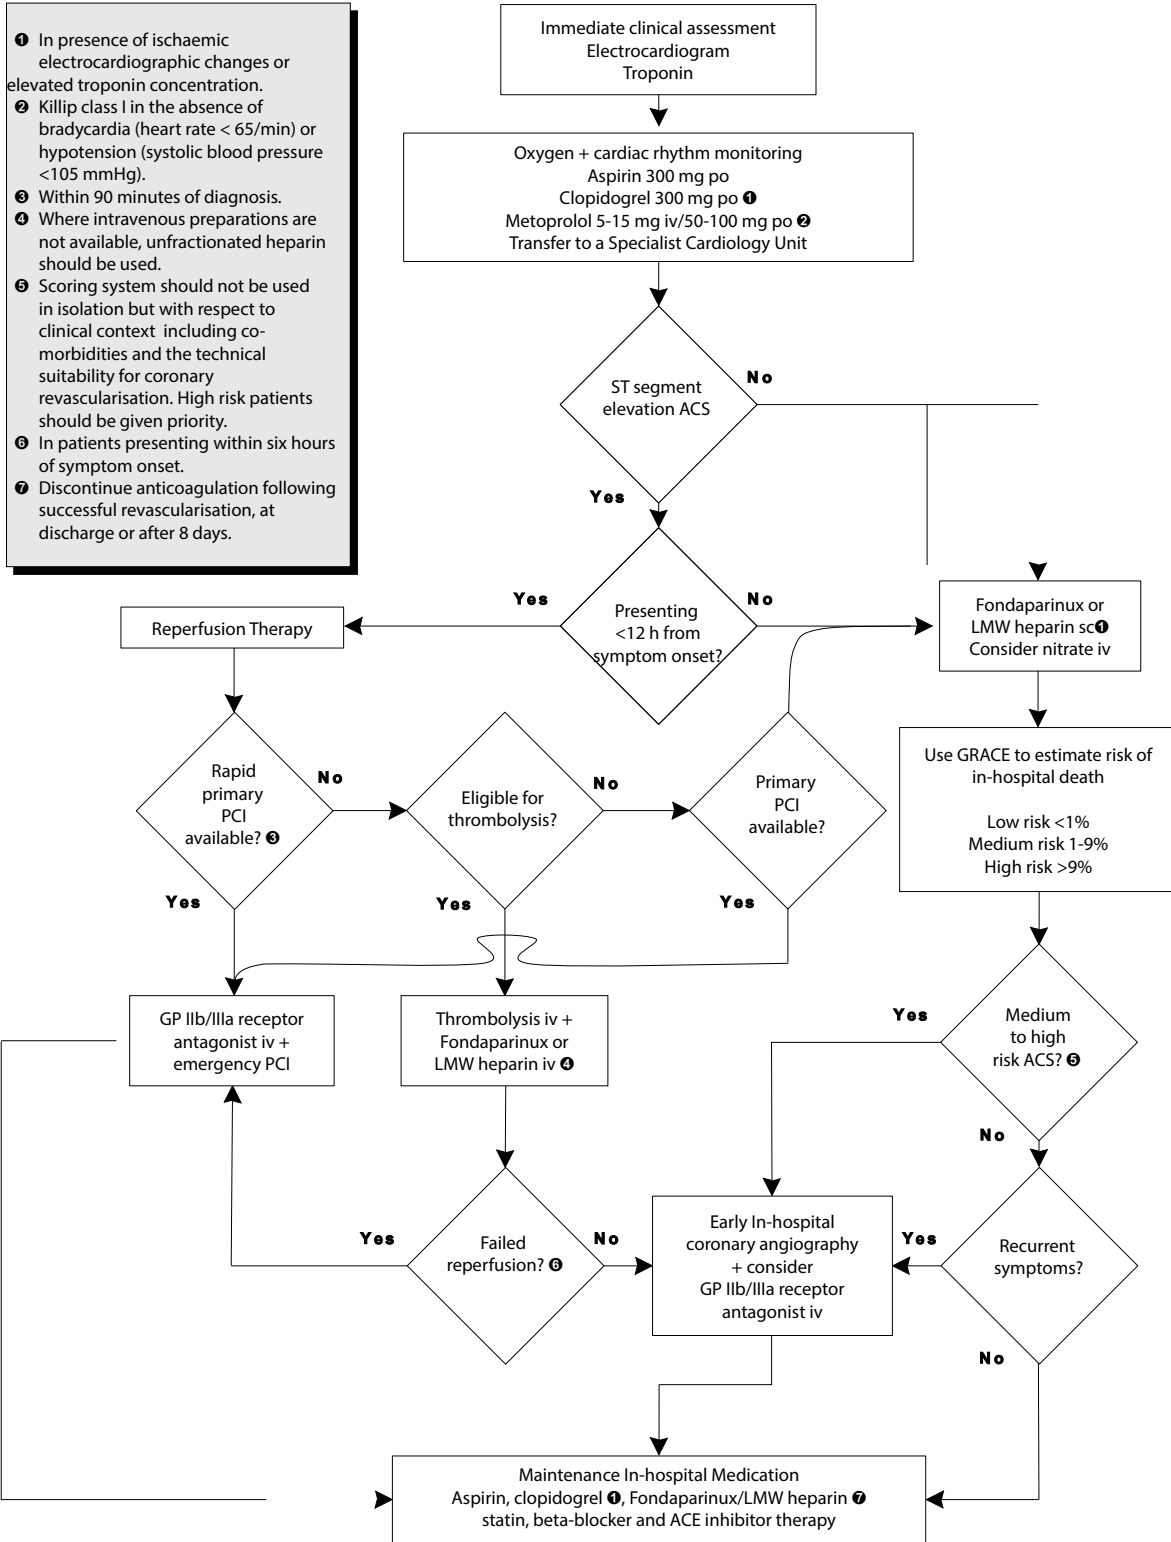 ❶ In presence of ischaemic
electrocardiographic changes or
elevated troponin concentration.
❷ Killip class I in the absence of
bradycardia (heart rate < 65/min) or
hypotension (systolic blood pressure
<105 mmHg).
❸ Within 90 minutes of diagnosis.
❹ Where intravenous preparations are
not available, unfractionated heparin
should be used.
❺ Scoring system should not be used
in isolation but with respect to
clinical context including co-
morbidities and the technical
suitability for coronary
revascularisation. High risk patients
should be given priority.
❻ In patients presenting within six hours
of symptom onset.
❼ Discontinue anticoagulation following
successful revascularisation, at
discharge or after 8 days.
Immediate clinical assessment
Electrocardiogram
Troponin
Oxygen + cardiac rhythm monitoring
Aspirin 300 mg po
Clopidogrel 300 mg po ❶
Metoprolol 5-15 mg iv/50-100 mg po ❷
Transfer to a Specialist Cardiology Unit
ST segment
elevation ACS
No
Yes
Presenting
<12 h from
symptom onset?
Yes
No
Reperfusion Therapy
Fondaparinux or
LMW heparin sc❶
Consider nitrate iv
Rapid
primary
PCI
available? ❸
No
Yes
Eligible for
thrombolysis?
No
Yes
Primary
PCI
available?
Yes
Use GRACE to estimate risk of
in-hospital death
Low risk <1%
Medium risk 1-9%
High risk >9%
GP IIb/IIIa receptor
antagonist iv +
emergency PCI
Thrombolysis iv +
Fondaparinux or
LMW heparin iv ❹
Medium
to high
risk ACS? ❺
Yes
No
Failed
reperfusion? ❻
Yes
No
Early In-hospital
coronary angiography
+ consider
GP IIb/IIIa receptor
antagonist iv
Recurrent
symptoms?
Yes
No
Maintenance In-hospital Medication
Aspirin, clopidogrel ❶, Fondaparinux/LMW heparin ❼
statin, beta-blocker and ACE inhibitor therapy